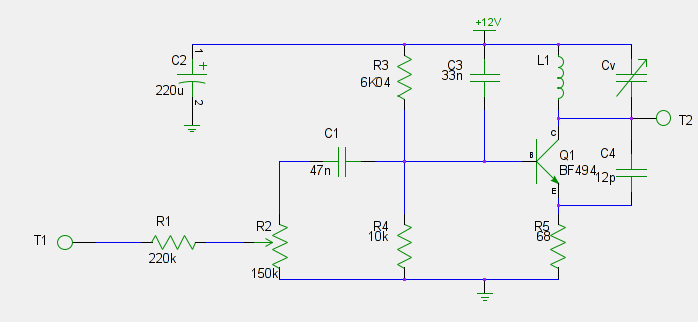 +12V
C2
1
+
220u
2
R3
6K04
C3
33n
L1
Cv
T2
C1
47n
B
C
E
Q1
BF494
C4
12p
T1
R1
220k
R2
150k
R4
10k
R5
68